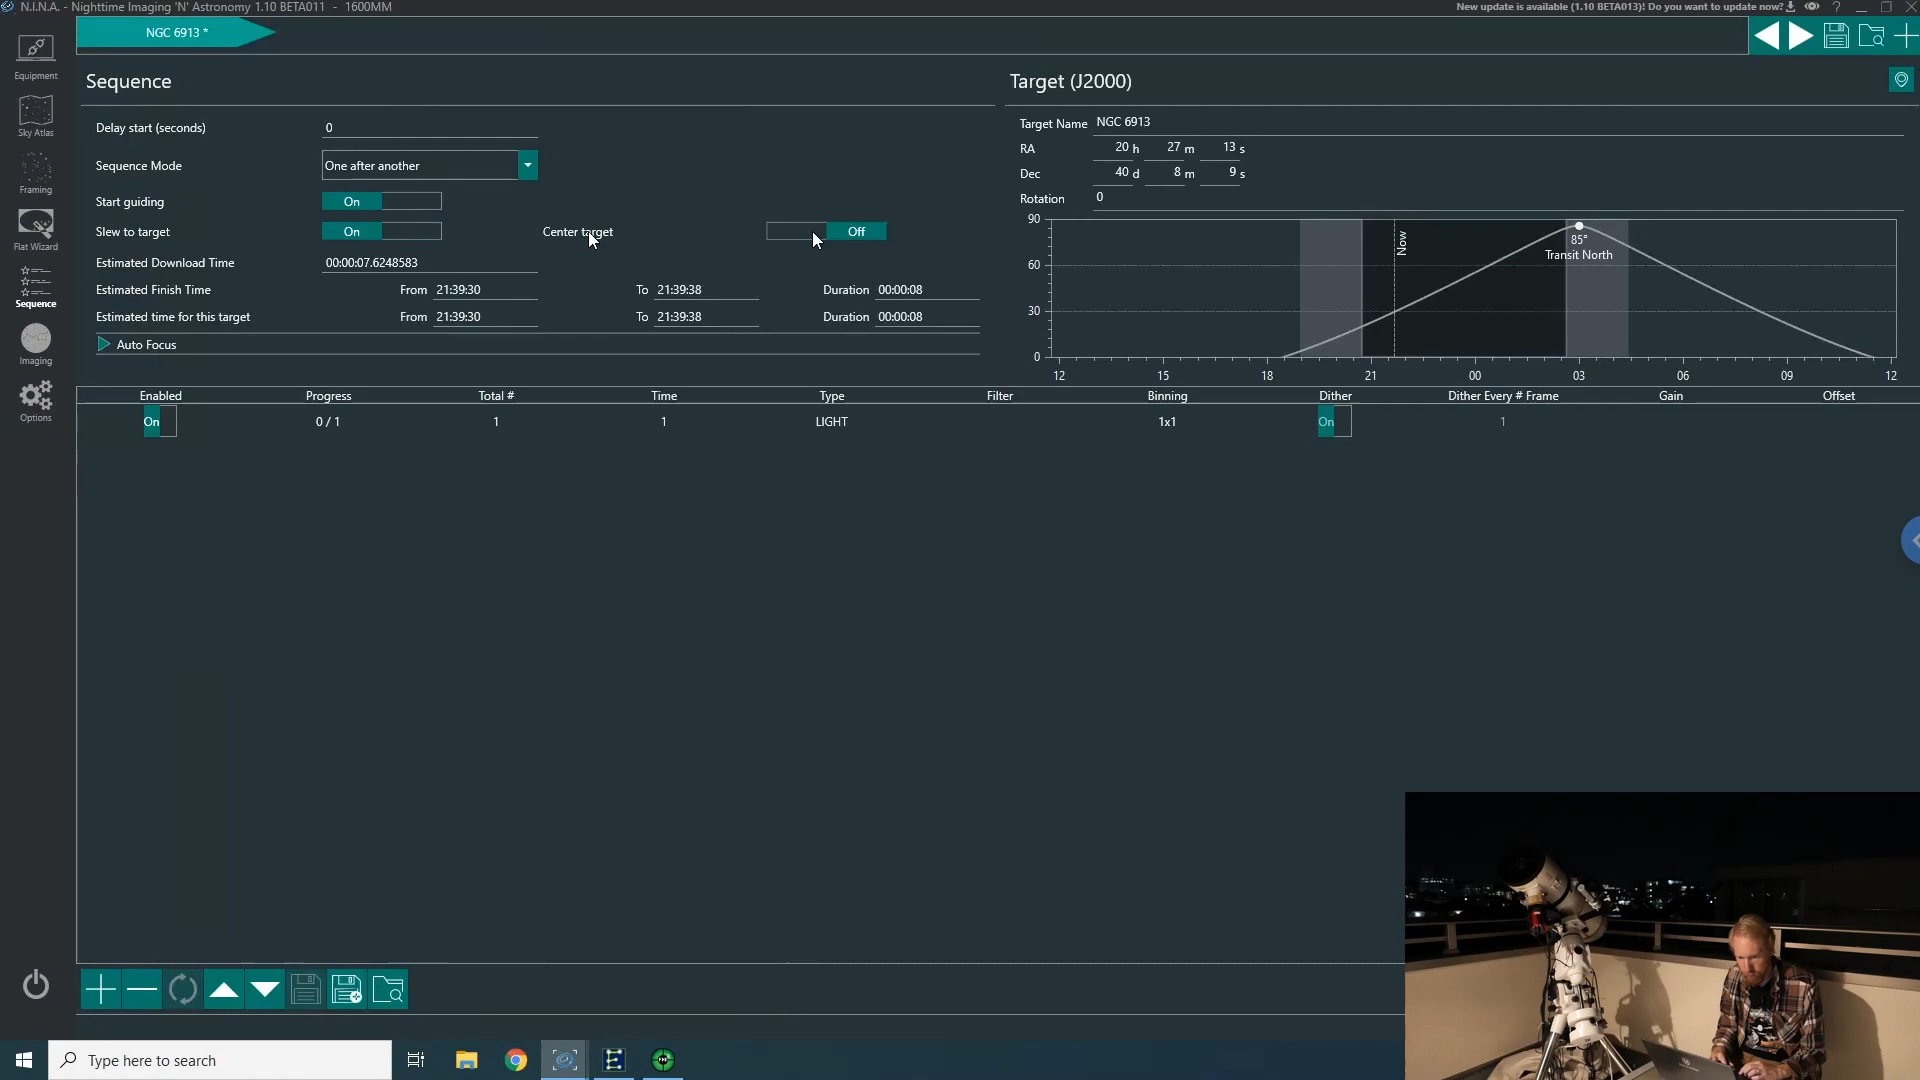 N.I.N.A. - Nighttime Imaging 'N' Astronomy 1.10 BETA011 - 1600MM
New update is available (1.10 BETA013)! Do you want to update now?
NGC 6913 *
Equipment
Sky Atlas
Framing
Flat Wizard
Sequence
Imaging
Options
Sequence
Delay start (seconds) 0
Sequence Mode One after another
Start guiding On
Slew to target On Center target Off
Estimated Download Time 00:00:07.6248583
Estimated Finish Time From 21:39:30 To 21:39:38 Duration 00:00:08
Estimated time for this target From 21:39:30 To 21:39:38 Duration 00:00:08
Auto Focus
Target (J2000)
Target Name NGC 6913
RA 20 h 27 m 13 s
Dec 40 d 8 m 9 s
Rotation 0
90
60
30
0
Now
85°
Transit North
12 15 18 21 00 03 06 09 12
Enabled Progress Total # Time Type Filter Binning Dither Dither Every # Frame Gain Offset
On 0 / 1 1 1 LIGHT 1x1 On 1
Type here to search